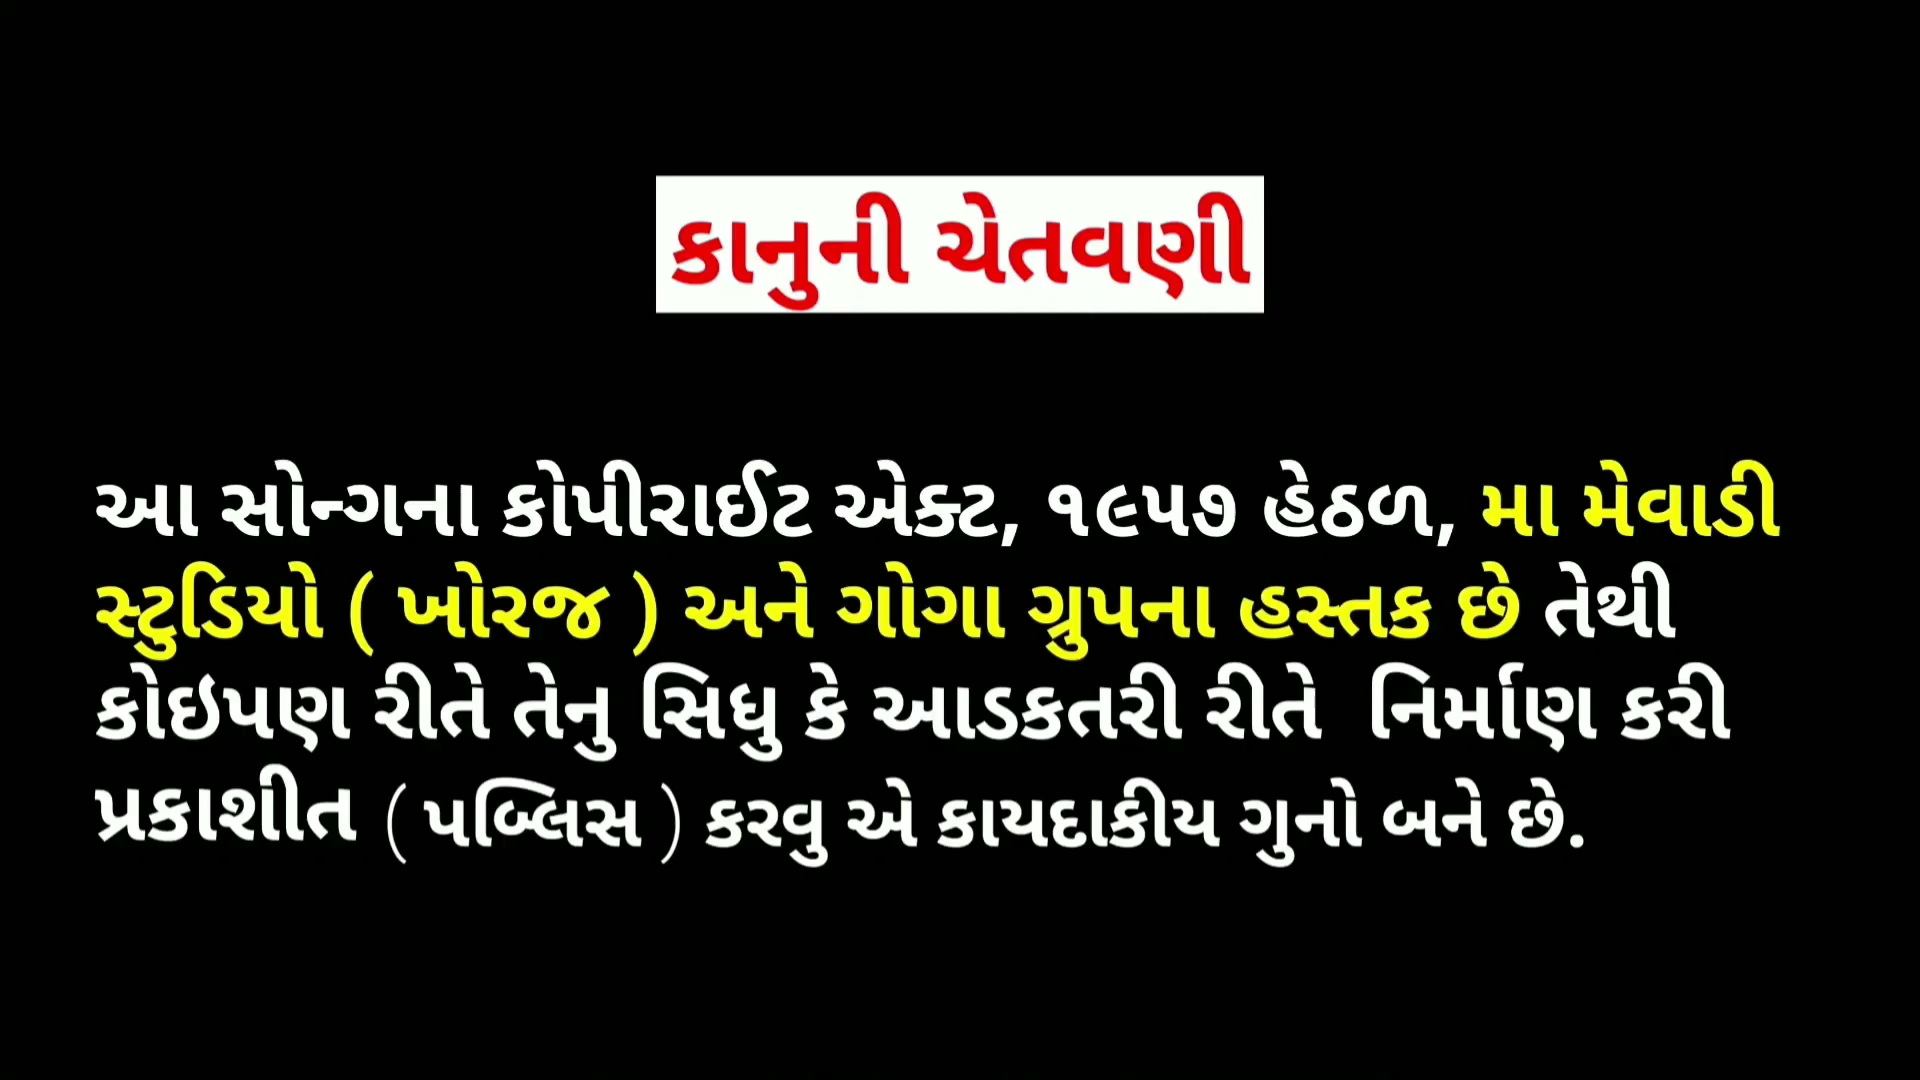 કાનુની ચેતવણી
આ સોન્ગના કોપીરાઈટ એક્ટ, ૧૯૫૭ હેઠળ, મા મેવાડી
સ્ટુડિયો ( ખોરજ ) અને ગોગા ગ્રુપના હસ્તક છે તેથી
કોઇપણ રીતે તેનુ સિધુ કે આડકતરી રીતે  નિર્માણ કરી
પ્રકાશીત ( પબ્લિસ ) કરવુ એ કાયદાકીય ગુનો બને છે.